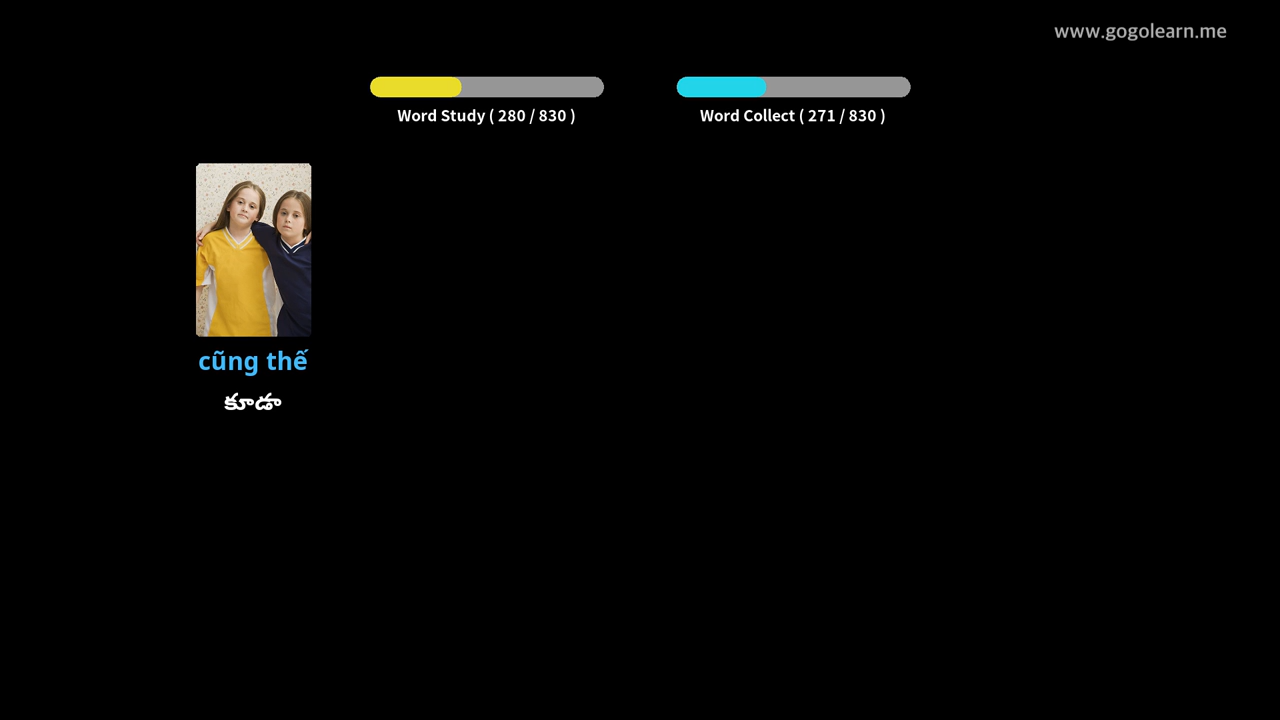 www.gogolearn.me
Word Study ( 280 / 830 )
Word Collect ( 271 / 830 )
cũng thế
కూడా